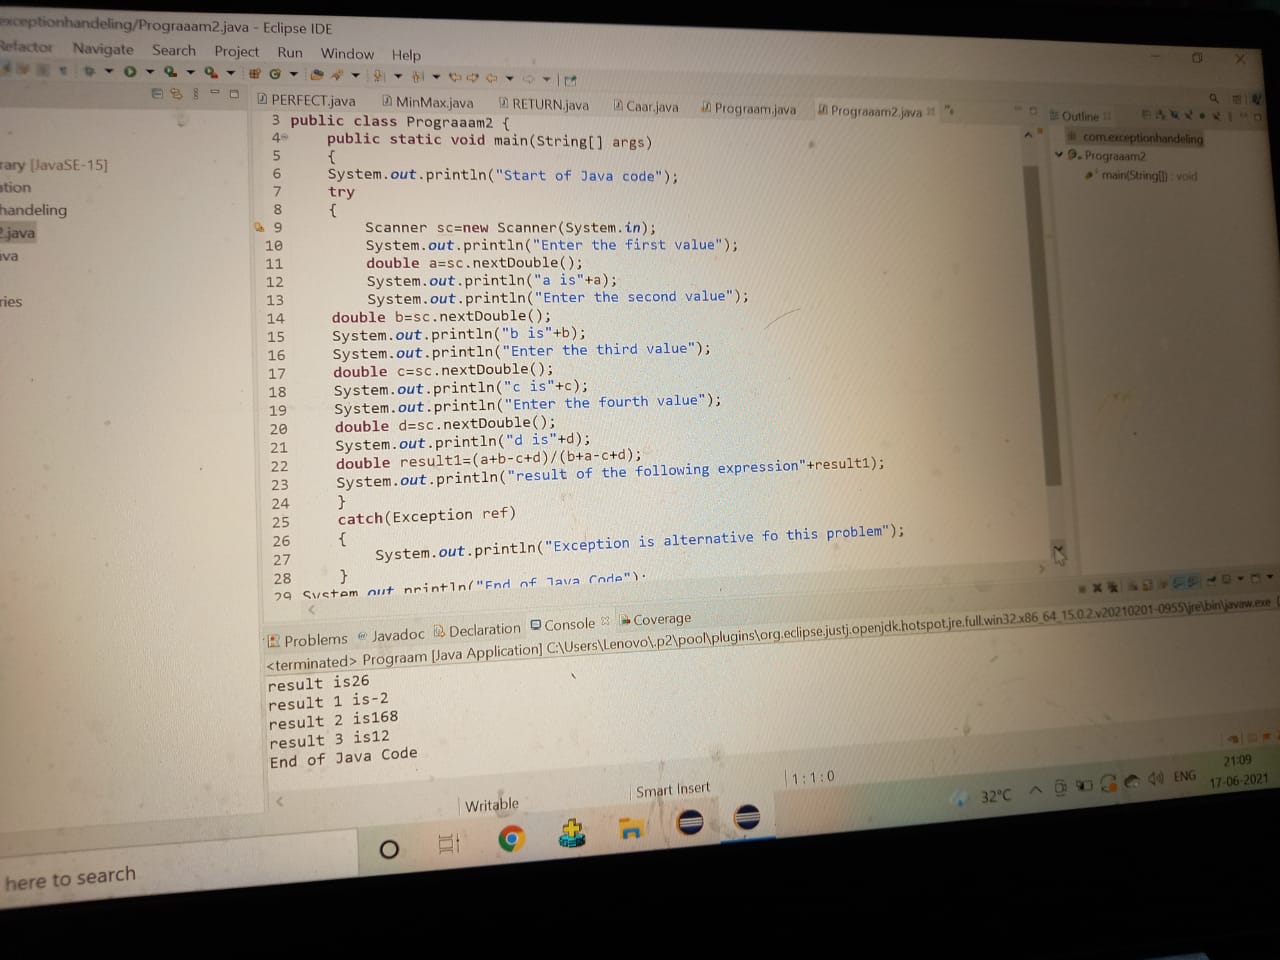 exceptionhandeling/Prograaam2.java - Eclipse IDE
Refactor Navigate Search Project Run Window Help
PERFECT.java MinMax.java RETURN.java Caar.java Prograam.java Prograaam2.java
3 public class Prograaam2 {
4 public static void main(String[] args)
5 {
6 System.out.println("Start of Java code");
7 try
8 {
9 Scanner sc=new Scanner(System.in);
10 System.out.println("Enter the first value");
11 double a=sc.nextDouble();
12 System.out.println("a is"+a);
13 System.out.println("Enter the second value");
14 double b=sc.nextDouble();
15 System.out.println("b is"+b);
16 System.out.println("Enter the third value");
17 double c=sc.nextDouble();
18 System.out.println("c is"+c);
19 System.out.println("Enter the fourth value");
20 double d=sc.nextDouble();
21 System.out.println("d is"+d);
22 double result1=(a+b-c+d)/(b+a-c+d);
23 System.out.println("result of the following expression"+result1);
24 }
25 catch(Exception ref)
26 {
27 System.out.println("Exception is alternative fo this problem");
28 }
29 System.out.println("End of Java Code");
rary [JavaSE-15]
ation
handeling
2.java
ava
ries
Outline
com.exceptionhandeling
Prograaam2
main(String[]) : void
Problems Javadoc Declaration Console Coverage
<terminated> Prograam [Java Application] C:\Users\Lenovo\.p2\pool\plugins\org.eclipse.justj.openjdk.hotspot.jre.full.win32.x86_64_15.0.2.v20210201-0955\jre\bin\javaw.exe (
result is26
result 1 is-2
result 2 is168
result 3 is12
End of Java Code
Writable Smart Insert 1:1:0
here to search
32°C ENG 21:09
17-06-2021